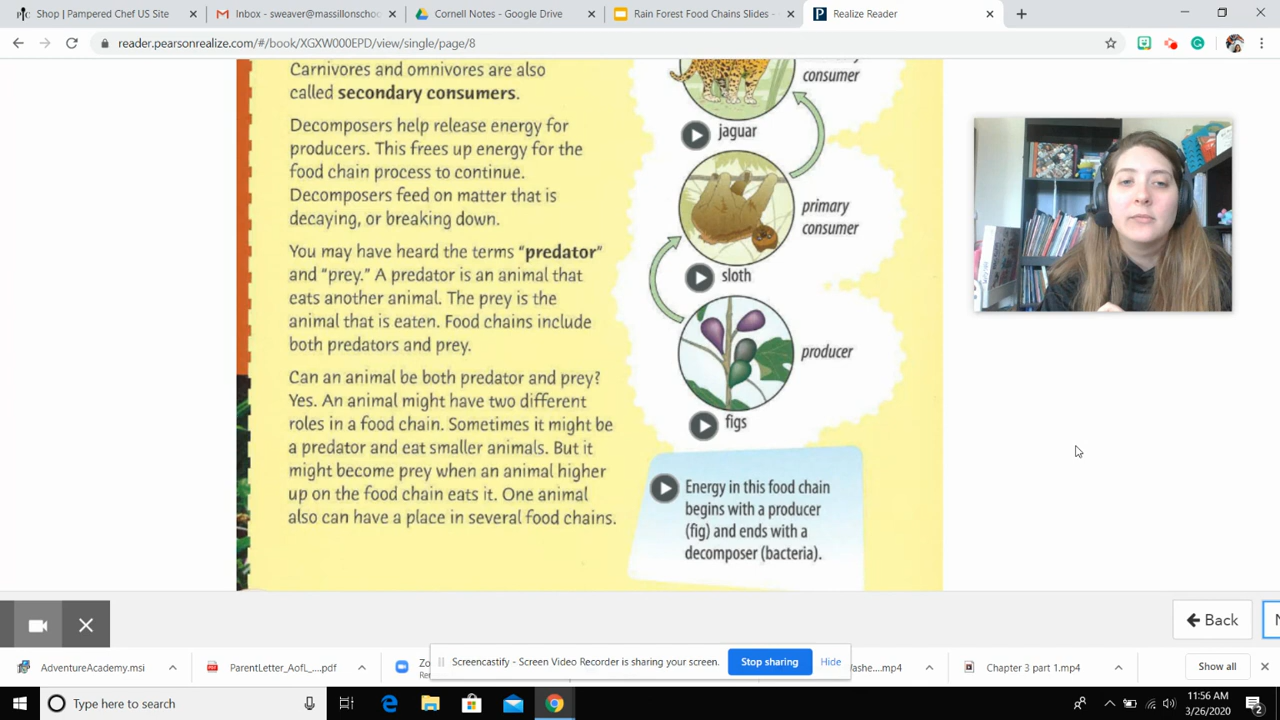 Shop | Pampered Chef US Site
Inbox - sweaver@massillonschoo
Cornell Notes - Google Drive
Rain Forest Food Chains Slides -
Realize Reader
reader.pearsonrealize.com/#/book/XGXW000EPD/view/single/page/8
Carnivores and omnivores are also
called secondary consumers.
Decomposers help release energy for
producers. This frees up energy for the
food chain process to continue.
Decomposers feed on matter that is
decaying, or breaking down.
You may have heard the terms "predator"
and "prey." A predator is an animal that
eats another animal. The prey is the
animal that is eaten. Food chains include
both predators and prey.
Can an animal be both predator and prey?
Yes. An animal might have two different
roles in a food chain. Sometimes it might be
a predator and eat smaller animals. But it
might become prey when an animal higher
up on the food chain eats it. One animal
also can have a place in several food chains.
consumer
jaguar
primary
consumer
sloth
producer
figs
Energy in this food chain
begins with a producer
(fig) and ends with a
decomposer (bacteria).
Back
Screencastify - Screen Video Recorder is sharing your screen.
Stop sharing
Hide
AdventureAcademy.msi
ParentLetter_AofL_....pdf
Chapter 3 part 1.mp4
Show all
Type here to search
11:56 AM
3/26/2020
2